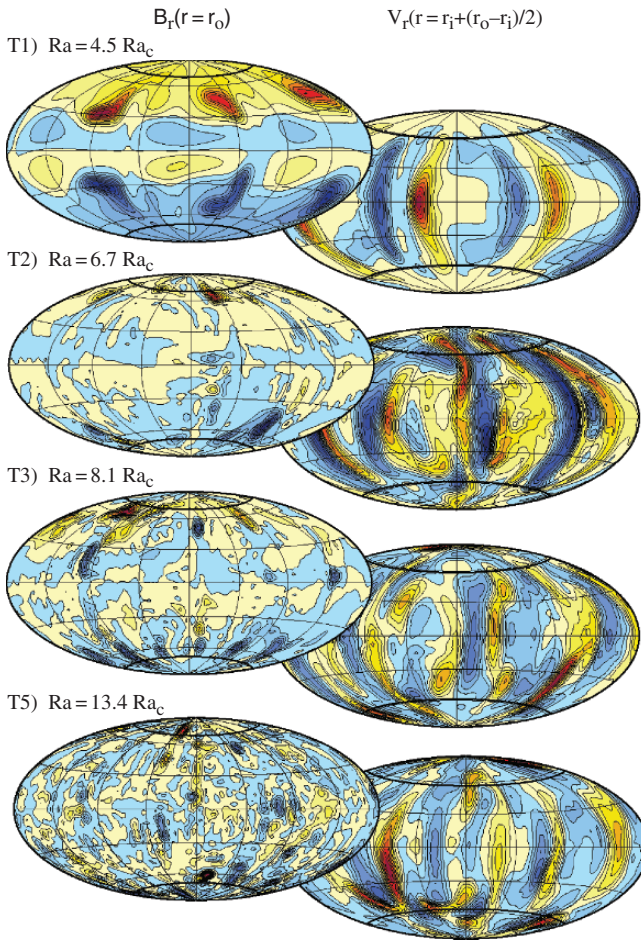 B_r(r=r_o) V_r(r=r_i+(r_o–r_i)/2)
T1) Ra=4.5 Ra_c
T2) Ra=6.7 Ra_c
T3) Ra=8.1 Ra_c
T5) Ra=13.4 Ra_c